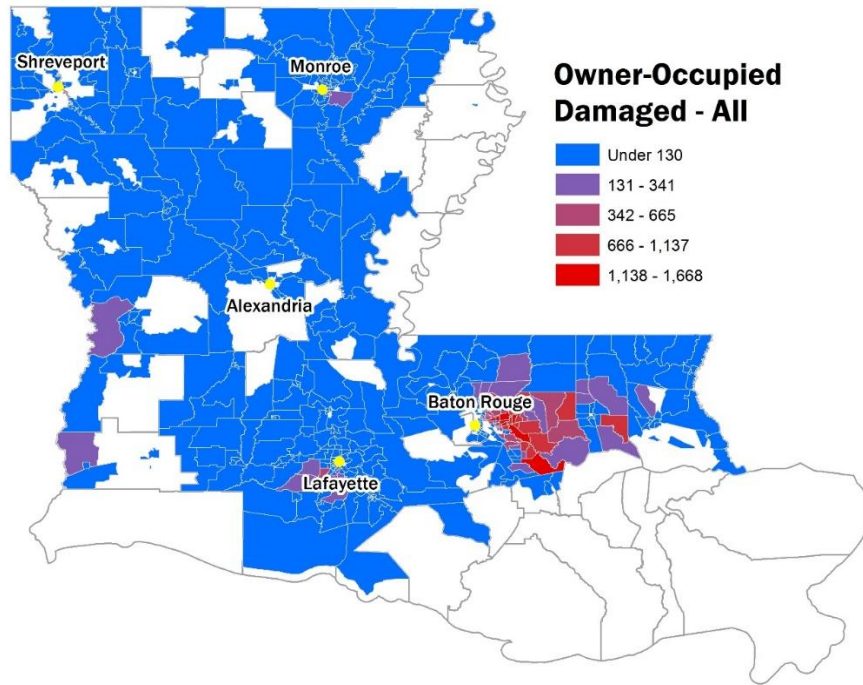 Shreveport
Monroe
Owner-Occupied
Damaged - All
Under 130
131 - 341
342 - 665
666 - 1,137
1,138 - 1,668
Alexandria
Baton Rouge
Lafayette